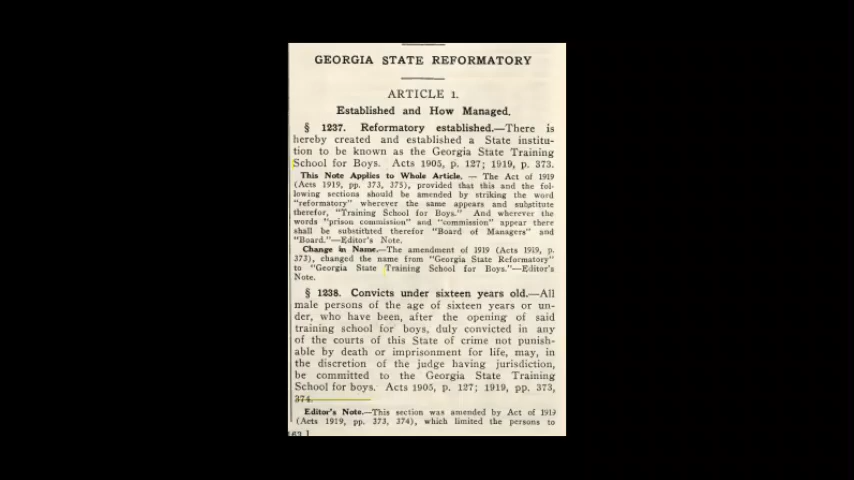 GEORGIA STATE REFORMATORY
ARTICLE 1.
Established and How Managed.
§ 1237. Reformatory established.—There is
hereby created and established a State institu-
tion to be known as the Georgia State Training
School for Boys. Acts 1905, p. 127; 1919, p. 373.
This Note Applies to Whole Article. — The Act of 1919
(Acts 1919, pp. 373, 375), provided that this and the fol-
lowing sections should be amended by striking the word
"reformatory" wherever the same appears and substitute
therefor, "Training School for Boys." And wherever the
words "prison commission" and "commission" appear there
shall be substituted therefor "Board of Managers" and
"Board."—Editor's Note.
Change in Name.—The amendment of 1919 (Acts 1919, p.
373), changed the name from "Georgia State Reformatory"
to "Georgia State Training School for Boys."—Editor's
Note.
§ 1238. Convicts under sixteen years old.—All
male persons of the age of sixteen years or un-
der, who have been, after the opening of said
training school for boys, duly convicted in any
of the courts of this State of crime not punish-
able by death or imprisonment for life, may, in
the discretion of the judge having jurisdiction,
be committed to the Georgia State Training
School for boys. Acts 1905, p. 127; 1919, pp. 373,
374.
Editor's Note.—This section was amended by Act of 1919
(Acts 1919, pp. 373, 374), which limited the persons to